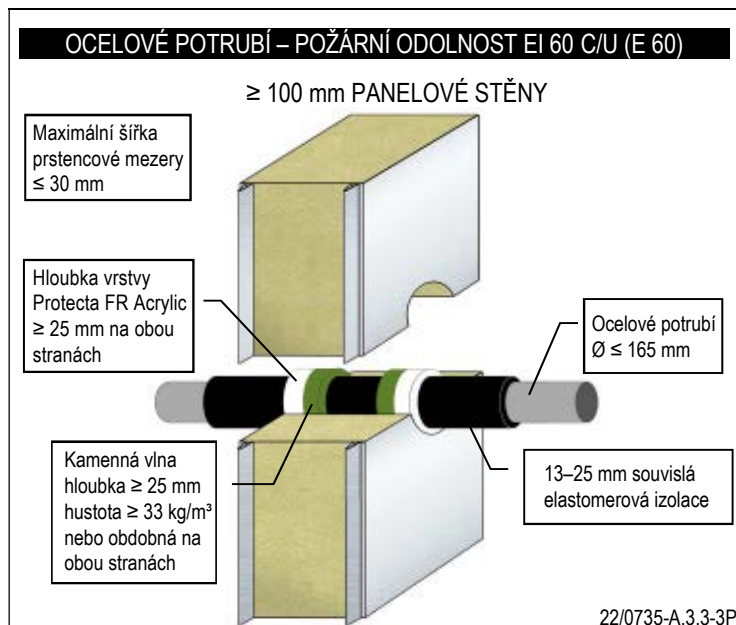 OCELOVÉ POTRUBÍ – POŽÁRNÍ ODOLNOST EI 60 C/U (E 60)
≥ 100 mm PANELOVÉ STĚNY
Maximální šířka
prstencové mezery
≤ 30 mm
Hloubka vrstvy
Protecta FR Acrylic
≥ 25 mm na obou
stranách
Ocelové potrubí
Ø ≤ 165 mm
Kamenná vlna
hloubka ≥ 25 mm
hustota ≥ 33 kg/m³
nebo obdobná na
obou stranách
13–25 mm souvislá
elastomerová izolace
22/0735-A.3.3-3P